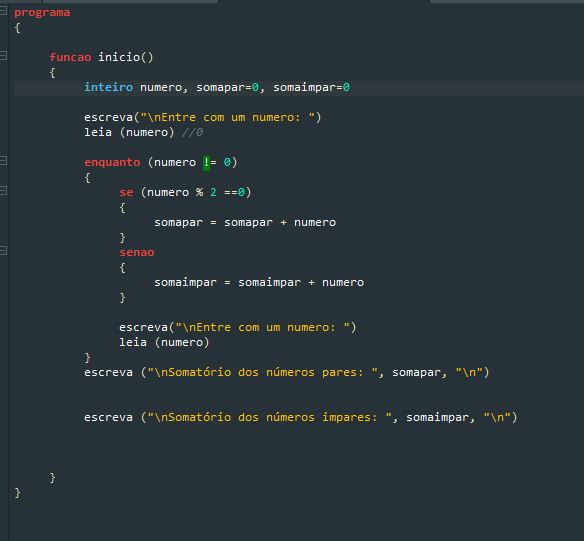 programa
{
funcao inicio()
{
inteiro numero, somapar=0, somaimpar=0
escreva("\nEntre com um numero: ")
leia (numero) //0
enquanto (numero != 0)
{
se (numero % 2 ==0)
{
somapar = somapar + numero
}
senao
{
somaimpar = somaimpar + numero
}
escreva("\nEntre com um numero: ")
leia (numero)
}
escreva ("\nSomatório dos números pares: ", somapar, "\n")
escreva ("\nSomatório dos números impares: ", somaimpar, "\n")
}
}